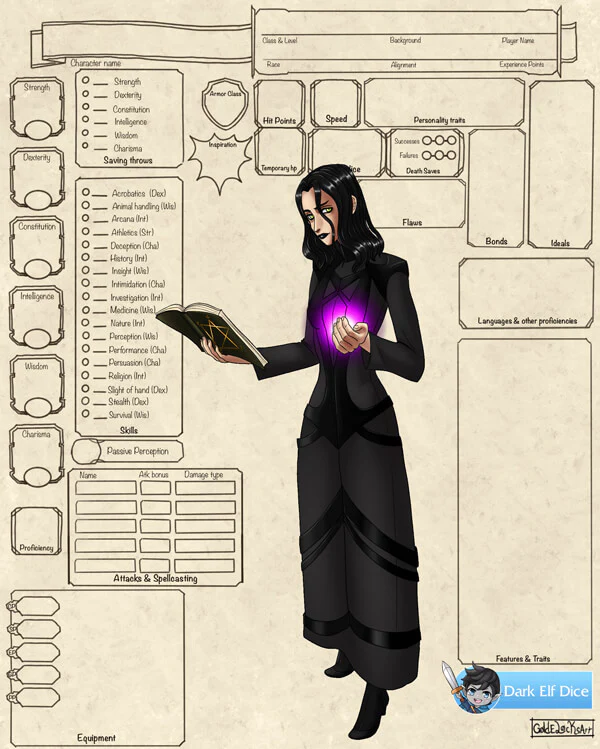 Character name
Class & Level
Background
Player Name
Race
Alignment
Experience Points
Strength
Dexterity
Constitution
Intelligence
Wisdom
Charisma
Proficiency
Strength
Dexterity
Constitution
Intelligence
Wisdom
Charisma
Saving throws
Armor Class
Inspiration
Hit Points
Speed
Personality traits
Temporary hp
Successes
Failures
Death Saves
Flaws
Bonds
Ideals
Acrobatics (Dex)
Animal handling (Wis)
Arcana (Int)
Athletics (Str)
Deception (Cha)
History (Int)
Insight (Wis)
Intimidation (Cha)
Investigation (Int)
Medicine (Wis)
Nature (Int)
Perception (Wis)
Performance (Cha)
Persuasion (Cha)
Religion (Int)
Slight of hand (Dex)
Stealth (Dex)
Survival (Wis)
Skills
Passive Perception
Languages & other proficiencies
Name
Atk bonus
Damage type
Attacks & Spellcasting
Equipment
Features & Traits
Dark Elf Dice